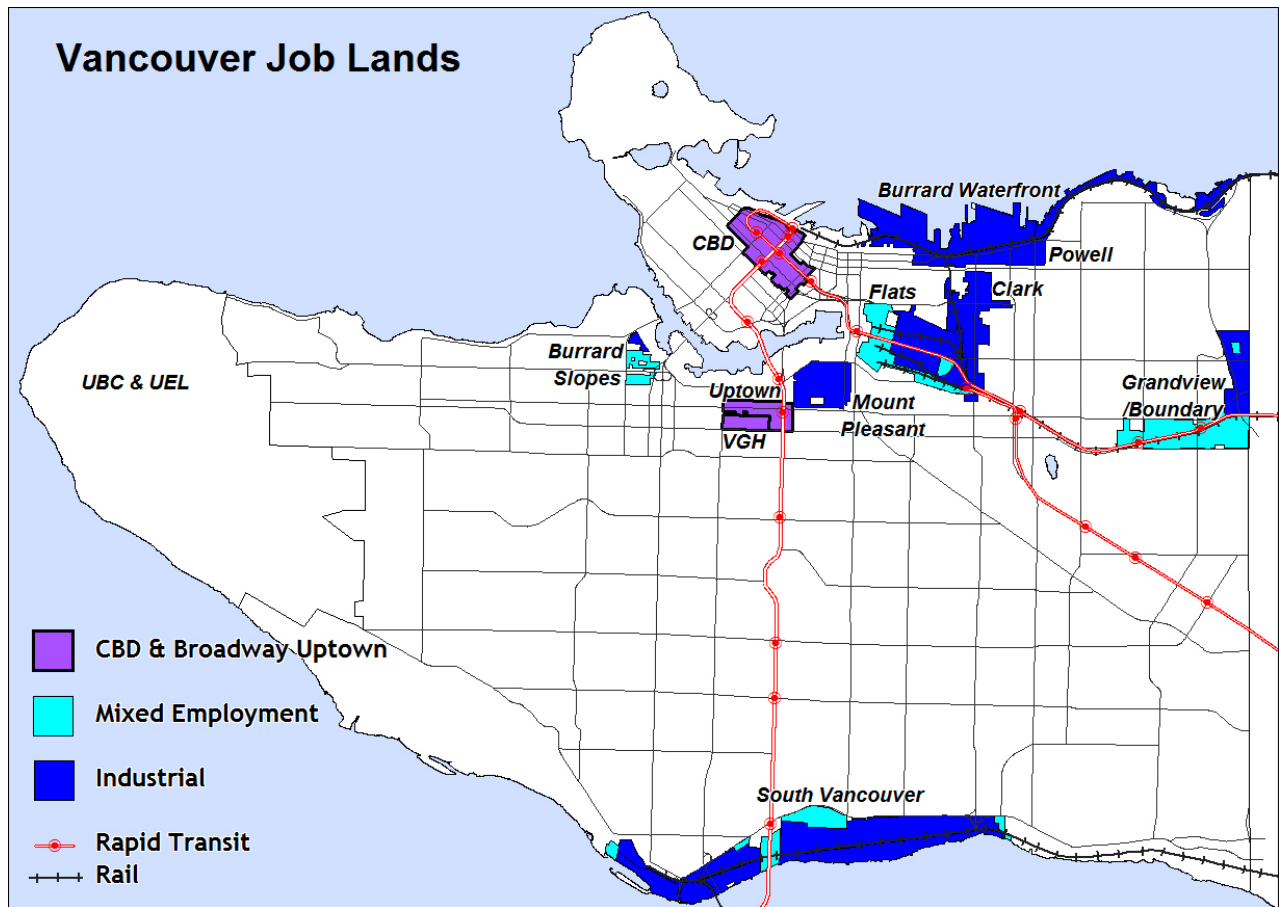 Vancouver Job Lands
Burrard Waterfront
CBD
Powell
Flats
Clark
Burrard
Slopes
UBC & UEL
Uptown
Grandview
/Boundary
Mount
Pleasant
VGH
CBD & Broadway Uptown
Mixed Employment
Industrial
South Vancouver
Rapid Transit
Rail